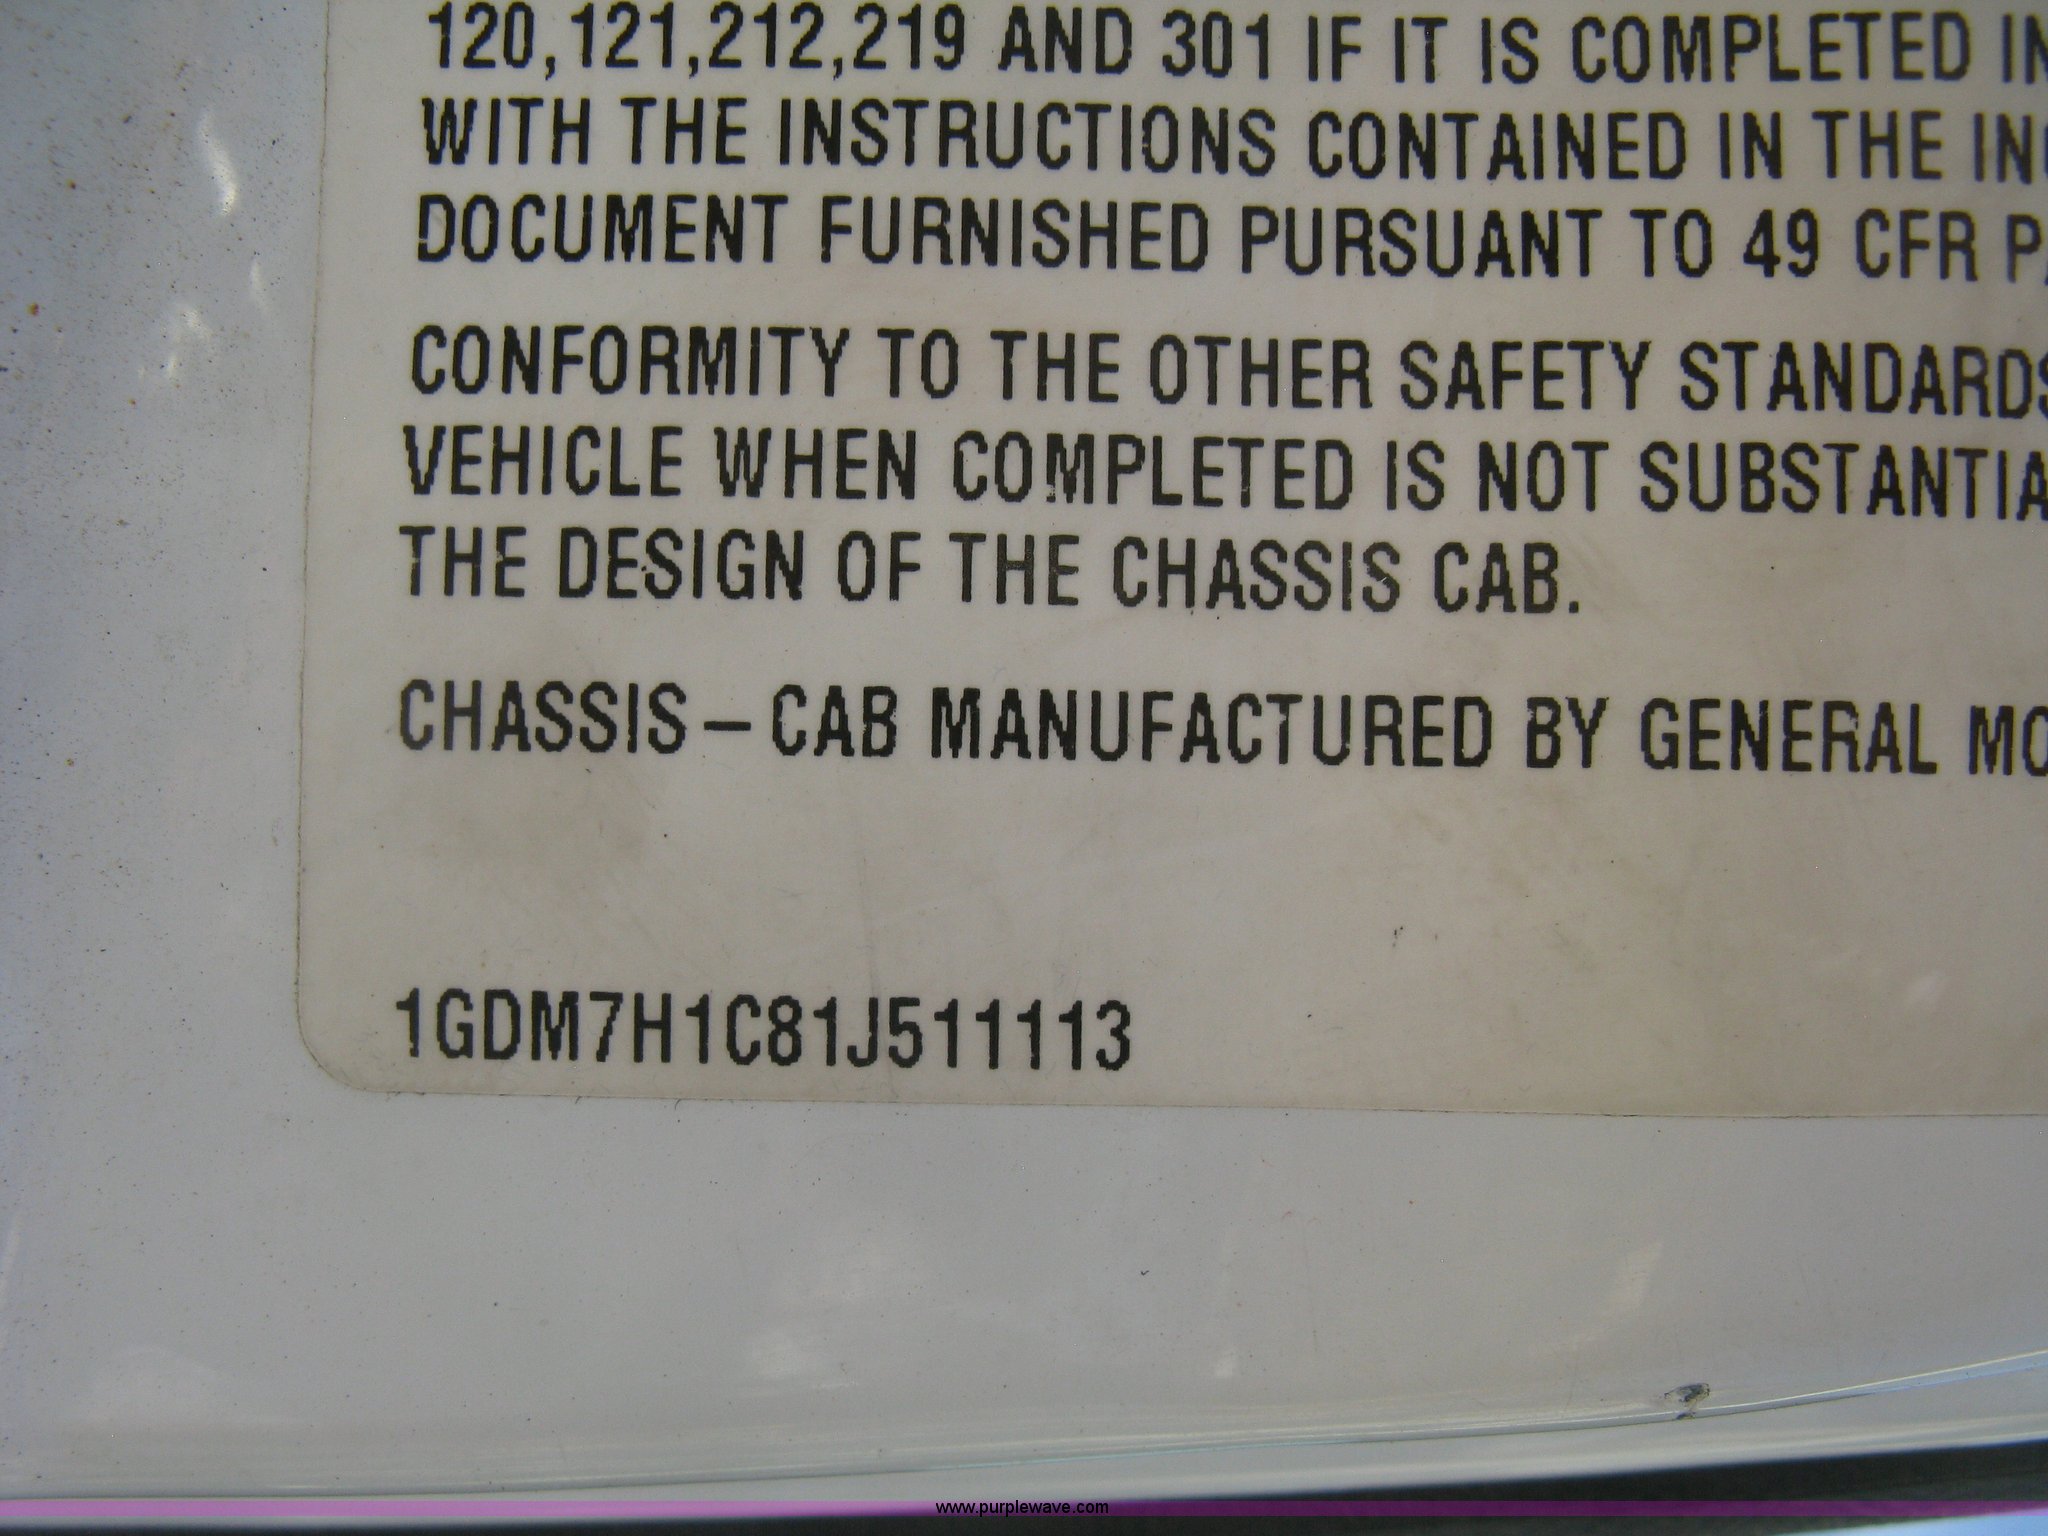 120,121,212,219 AND 301 IF IT IS COMPLETED
WITH THE INSTRUCTIONS CONTAINED IN THE
DOCUMENT FURNISHED PURSUANT TO 49 CFR
CONFORMITY TO THE OTHER SAFETY STANDARDS
VEHICLE WHEN COMPLETED IS NOT
THE DESIGN OF THE CHASSIS CAB.
CHASSIS – CAB MANUFACTURED BY GENERAL
1GDM7H1C81J511113
www.purplewave.com